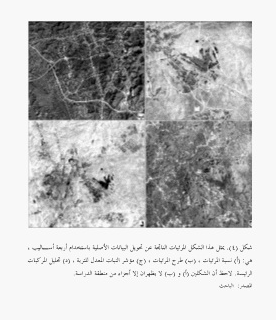 شكل (٤). يمثل هذا الشكل المرئيات الناتجة عن تحويل البيانات الأصلية باستخدام أربعة أسساليب ،
هي: (أ) نسبة المرئيات ، (ب) طرح المرئيات ، (ج) مؤشر النبات المعدل للتربة ، (د) تحليل المركبات
الرئيسة. لاحظ أن الشكلين (أ) و (ب) لا يظهران إلا أجزاء من منطقة الدراسة.
المصدر: الباحث